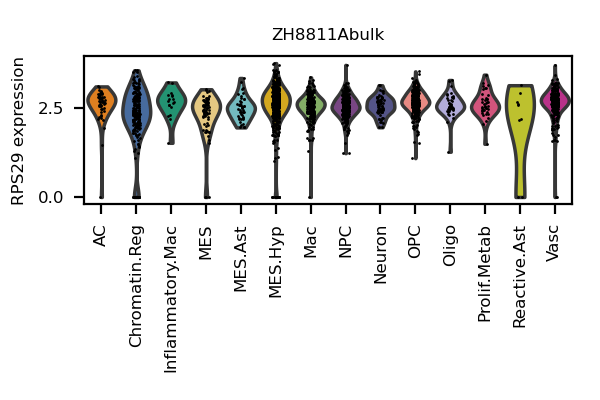 ZH8811Abulk
RPS29 expression
2.5
0.0
AC
Chromatin.Reg
Inflammatory.Mac
MES
MES.Ast
MES.Hyp
Mac
NPC
Neuron
OPC
Oligo
Prolif.Metab
Reactive.Ast
Vasc